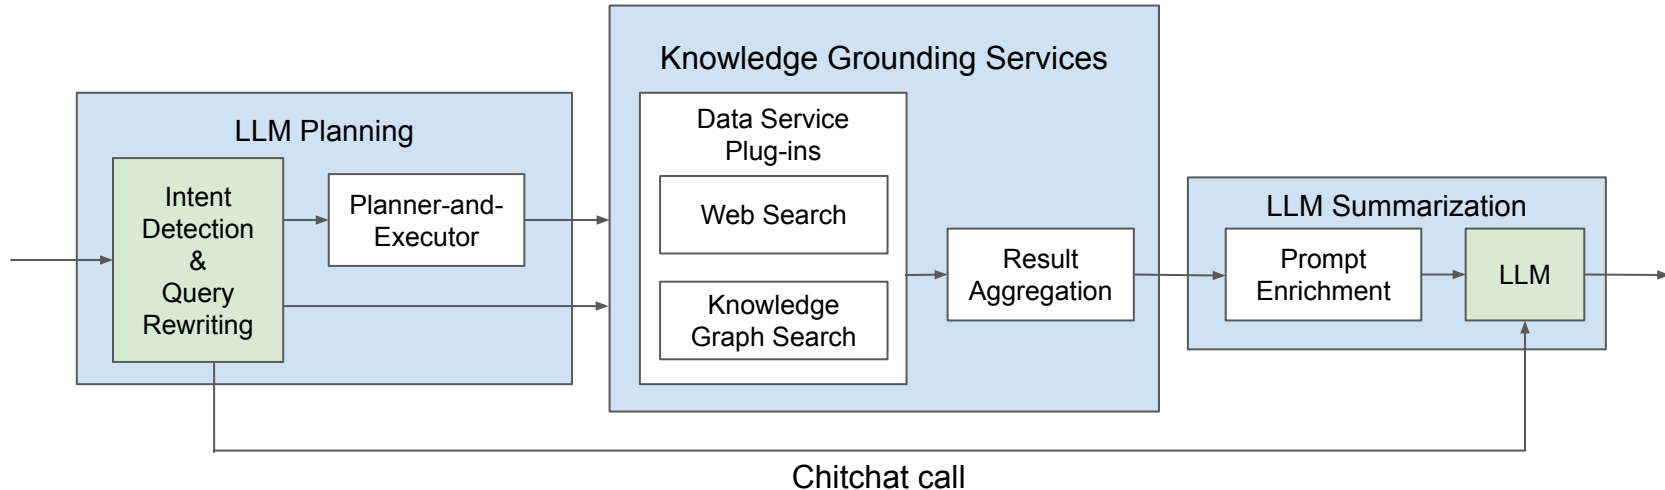 Knowledge Grounding Services
LLM Planning
Intent
Detection
&
Query
Rewriting
Planner-and-
Executor
Data Service
Plug-ins
Web Search
Knowledge
Graph Search
Result
Aggregation
LLM Summarization
Prompt
Enrichment
LLM
Chitchat call